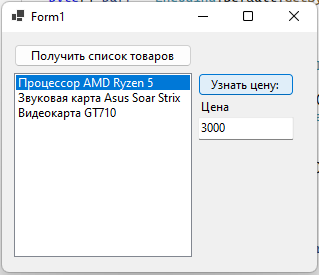 Form1
Получить список товаров
Процессор AMD Ryzen 5
Звуковая карта Asus Soar Strix
Видеокарта GT710
Узнать цену:
Цена
3000